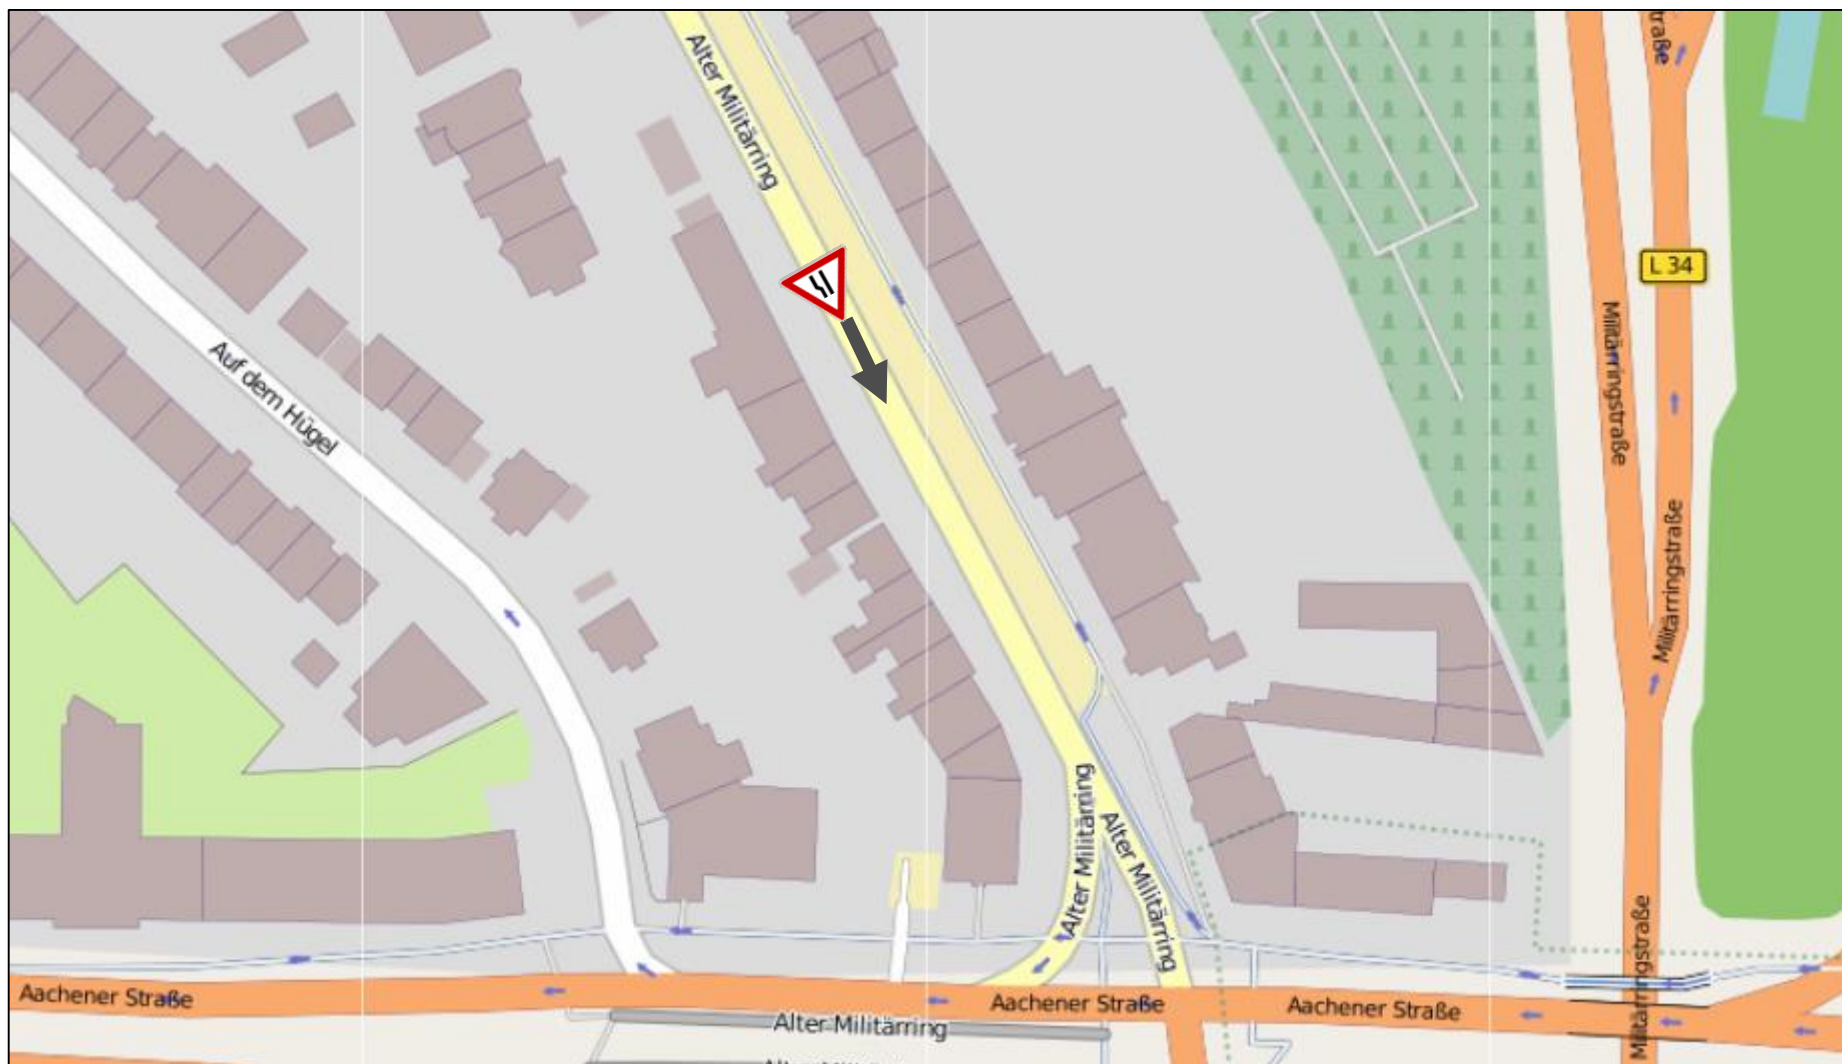 Alter Militärring
traße
L 34
Militärringstraße
Auf dem Hügel
Militärringstraße
Alter Militärring
Alter Militärring
Militärringstraße
Aachener Straße
Aachener Straße
Aachener Straße
Alter Militärring